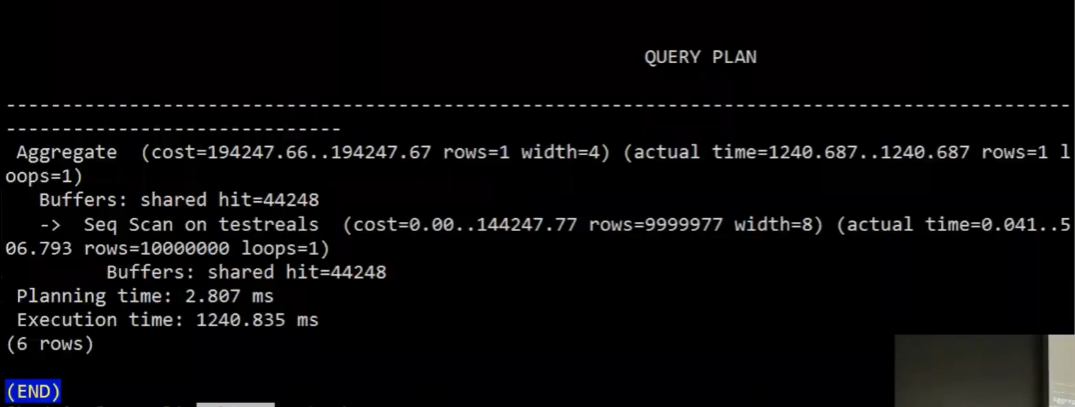 QUERY PLAN
-----------------------------------------------------------------------------------------------
------------------------------
Aggregate  (cost=194247.66..194247.67 rows=1 width=4) (actual time=1240.687..1240.687 rows=1 l
oops=1)
Buffers: shared hit=44248
->  Seq Scan on testreals  (cost=0.00..144247.77 rows=9999977 width=8) (actual time=0.041..5
06.793 rows=10000000 loops=1)
Buffers: shared hit=44248
Planning time: 2.807 ms
Execution time: 1240.835 ms
(6 rows)
(END)